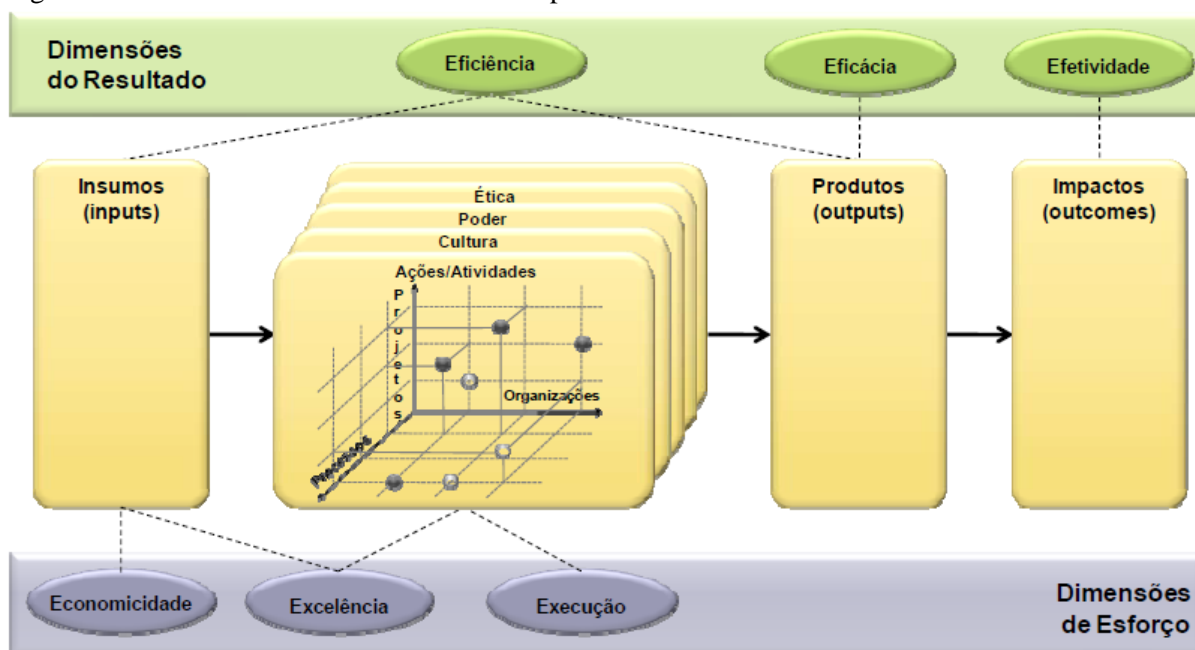 Dimensões
do Resultado
Eficiência
Eficácia
Efetividade
Insumos
(inputs)
Ética
Poder
Cultura
Ações/Atividades
Projetos
Organizações
Processos
Produtos
(outputs)
Impactos
(outcomes)
Economicidade
Excelência
Execução
Dimensões
de Esforço